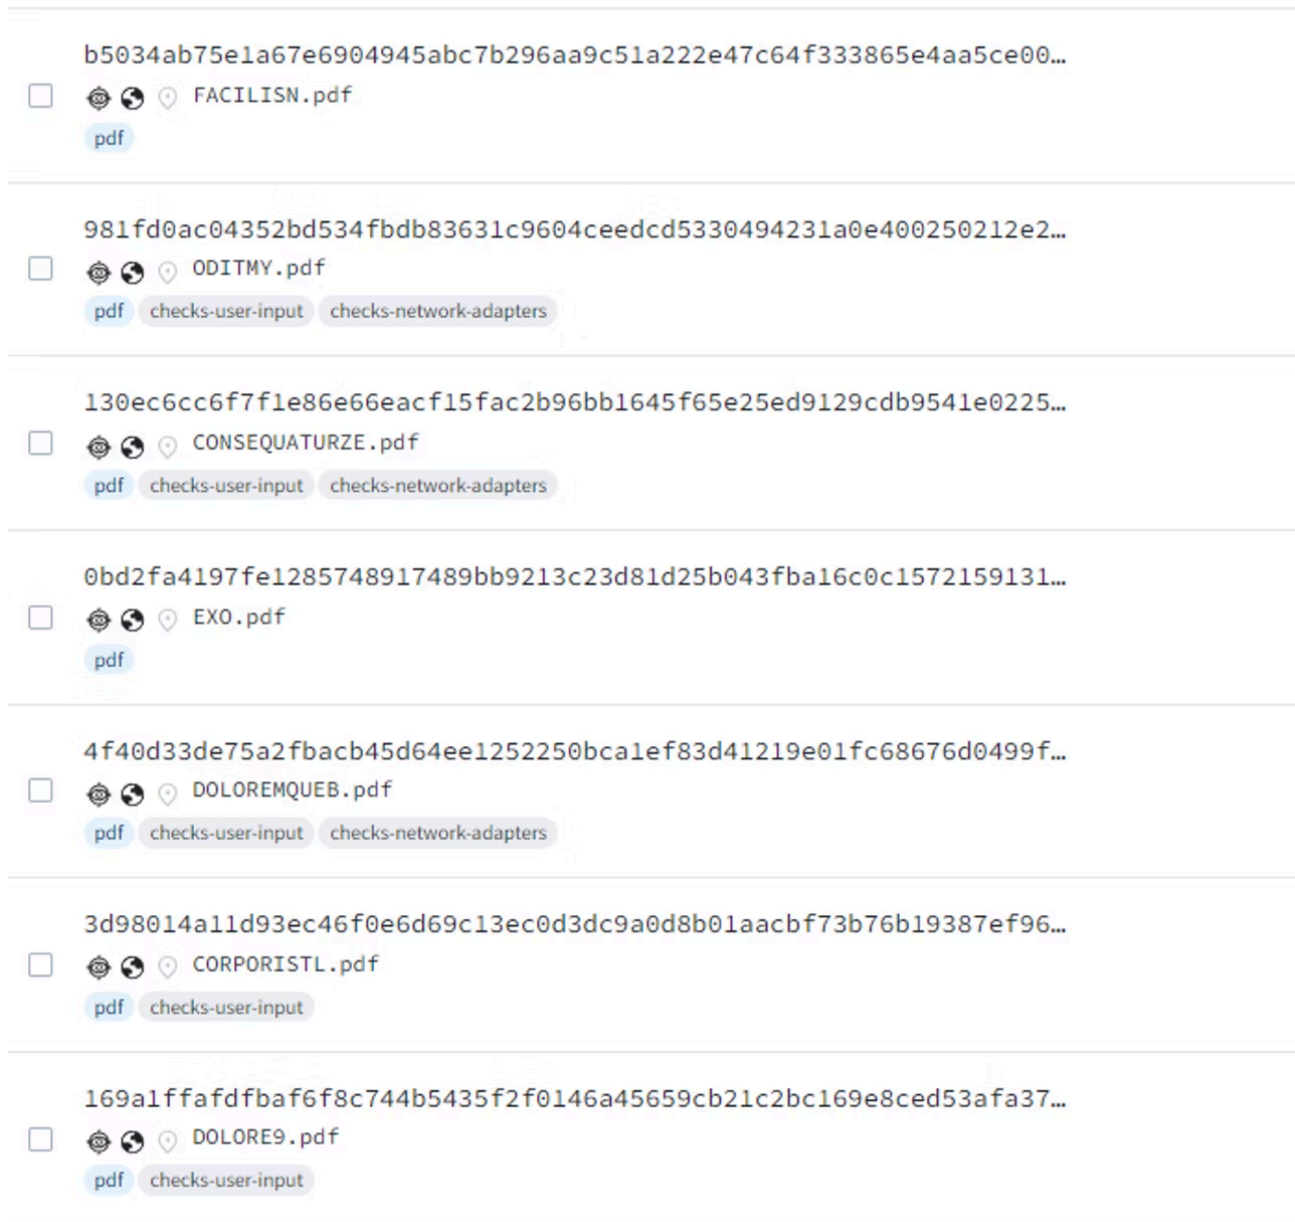 b5034ab75e1a67e6904945abc7b296aa9c51a222e47c64f333865e4aa5ce00…
FACILISN.pdf
pdf
981fd0ac04352bd534fbdb83631c9604ceedcd5330494231a0e400250212e2…
ODITMY.pdf
pdf checks-user-input checks-network-adapters
130ec6cc6f7f1e86e66eacf15fac2b96bb1645f65e25ed9129cdb9541e0225…
CONSEQUATURZE.pdf
pdf checks-user-input checks-network-adapters
0bd2fa4197fe1285748917489bb9213c23d81d25b043fba16c0c1572159131…
EXO.pdf
pdf
4f40d33de75a2fbacb45d64ee1252250bca1ef83d41219e01fc68676d0499f…
DOLOREMQUEB.pdf
pdf checks-user-input checks-network-adapters
3d98014a11d93ec46f0e6d69c13ec0d3dc9a0d8b01aacbf73b76b19387ef96…
CORPORISTL.pdf
pdf checks-user-input
169a1ffafdfbaf6f8c744b5435f2f0146a45659cb21c2bc169e8ced53afa37…
DOLORE9.pdf
pdf checks-user-input